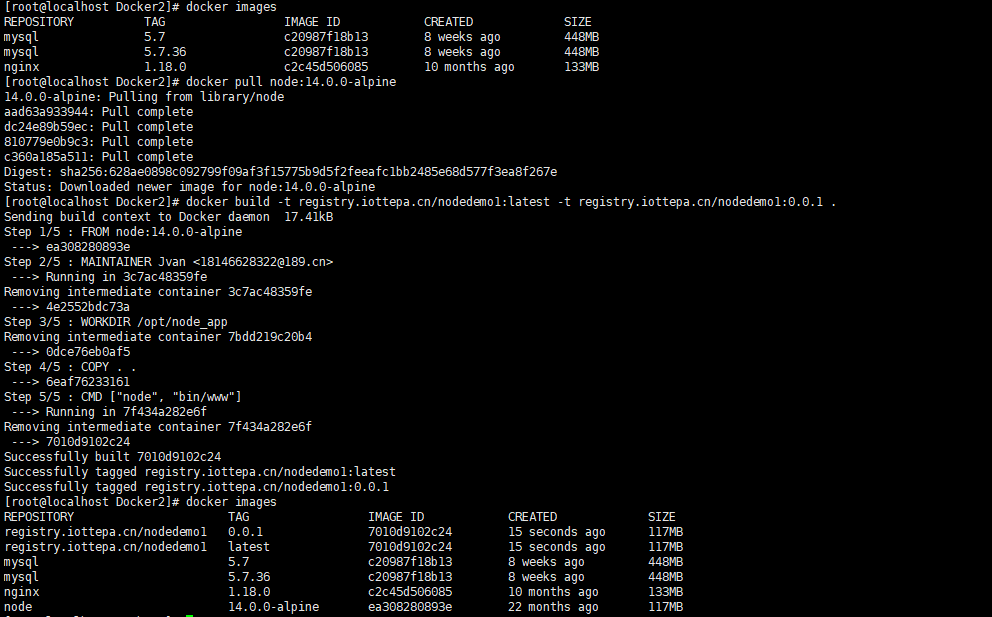 [root@localhost Docker2]# docker images
REPOSITORY TAG IMAGE ID CREATED SIZE
mysql 5.7 c20987f18b13 8 weeks ago 448MB
mysql 5.7.36 c20987f18b13 8 weeks ago 448MB
nginx 1.18.0 c2c45d506085 10 months ago 133MB
[root@localhost Docker2]# docker pull node:14.0.0-alpine
14.0.0-alpine: Pulling from library/node
aad63a933944: Pull complete
dc24e89b59ec: Pull complete
810779e0b9c3: Pull complete
c360a185a511: Pull complete
Digest: sha256:628ae0898c092799f09af3f15775b9d5f2feeafc1bb2485e68d577f3ea8f267e
Status: Downloaded newer image for node:14.0.0-alpine
[root@localhost Docker2]# docker build -t registry.iottepa.cn/nodedemo1:latest -t registry.iottepa.cn/nodedemo1:0.0.1 .
Sending build context to Docker daemon 17.41kB
Step 1/5 : FROM node:14.0.0-alpine
---> ea308280893e
Step 2/5 : MAINTAINER Jvan <18146628322@189.cn>
---> Running in 3c7ac48359fe
Removing intermediate container 3c7ac48359fe
---> 4e2552bdc73a
Step 3/5 : WORKDIR /opt/node_app
Removing intermediate container 7bdd219c20b4
---> 0dce76eb0af5
Step 4/5 : COPY . .
---> 6eaf76233161
Step 5/5 : CMD ["node", "bin/www"]
---> Running in 7f434a282e6f
Removing intermediate container 7f434a282e6f
---> 7010d9102c24
Successfully built 7010d9102c24
Successfully tagged registry.iottepa.cn/nodedemo1:latest
Successfully tagged registry.iottepa.cn/nodedemo1:0.0.1
[root@localhost Docker2]# docker images
REPOSITORY TAG IMAGE ID CREATED SIZE
registry.iottepa.cn/nodedemo1 0.0.1 7010d9102c24 15 seconds ago 117MB
registry.iottepa.cn/nodedemo1 latest 7010d9102c24 15 seconds ago 117MB
mysql 5.7 c20987f18b13 8 weeks ago 448MB
mysql 5.7.36 c20987f18b13 8 weeks ago 448MB
nginx 1.18.0 c2c45d506085 10 months ago 133MB
node 14.0.0-alpine ea308280893e 22 months ago 117MB